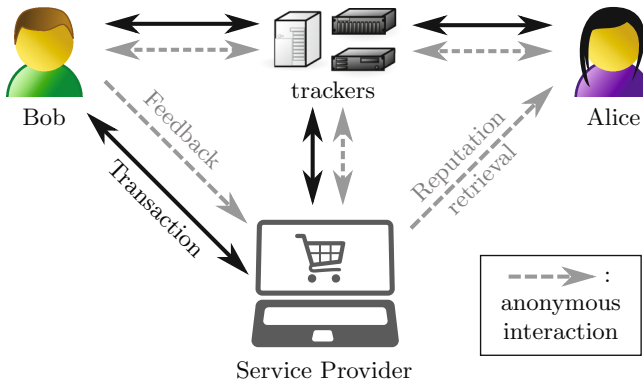 trackers
Bob
Alice
Feedback
Transaction
Reputation
retrieval
:
anonymous
interaction
Service Provider